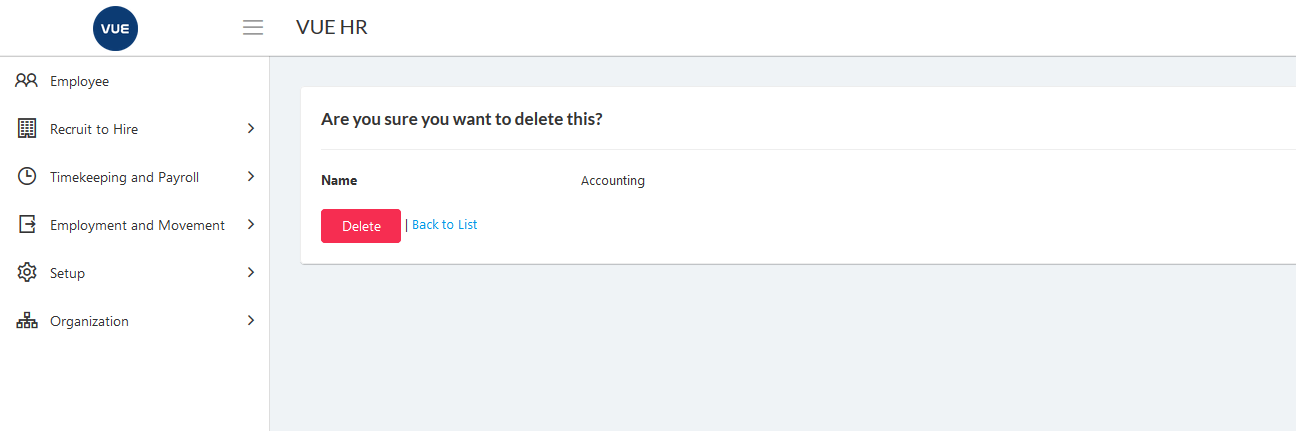 VUE
VUE HR
Employee
Recruit to Hire
Timekeeping and Payroll
Employment and Movement
Setup
Organization
Are you sure you want to delete this?
Name Accounting
Delete | Back to List